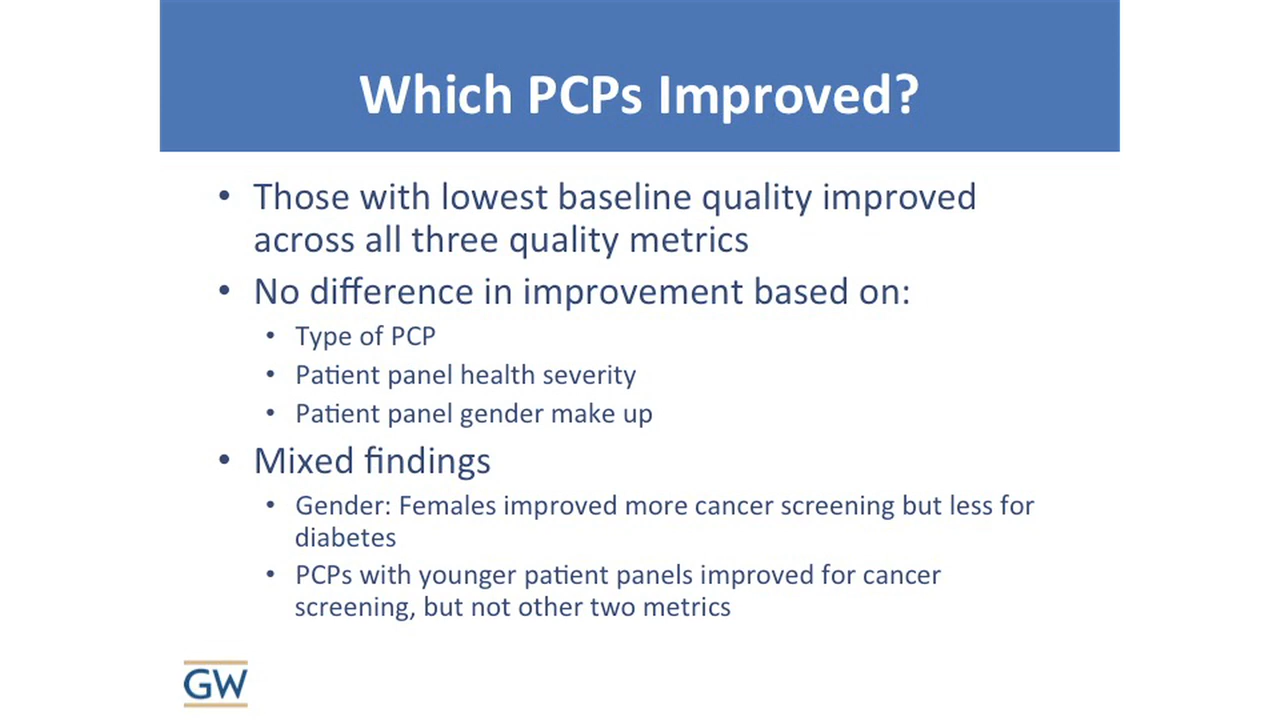 Which PCPs Improved?
• Those with lowest baseline quality improved
across all three quality metrics
• No difference in improvement based on:
• Type of PCP
• Patient panel health severity
• Patient panel gender make up
• Mixed findings
• Gender: Females improved more cancer screening but less for
diabetes
• PCPs with younger patient panels improved for cancer
screening, but not other two metrics
GW